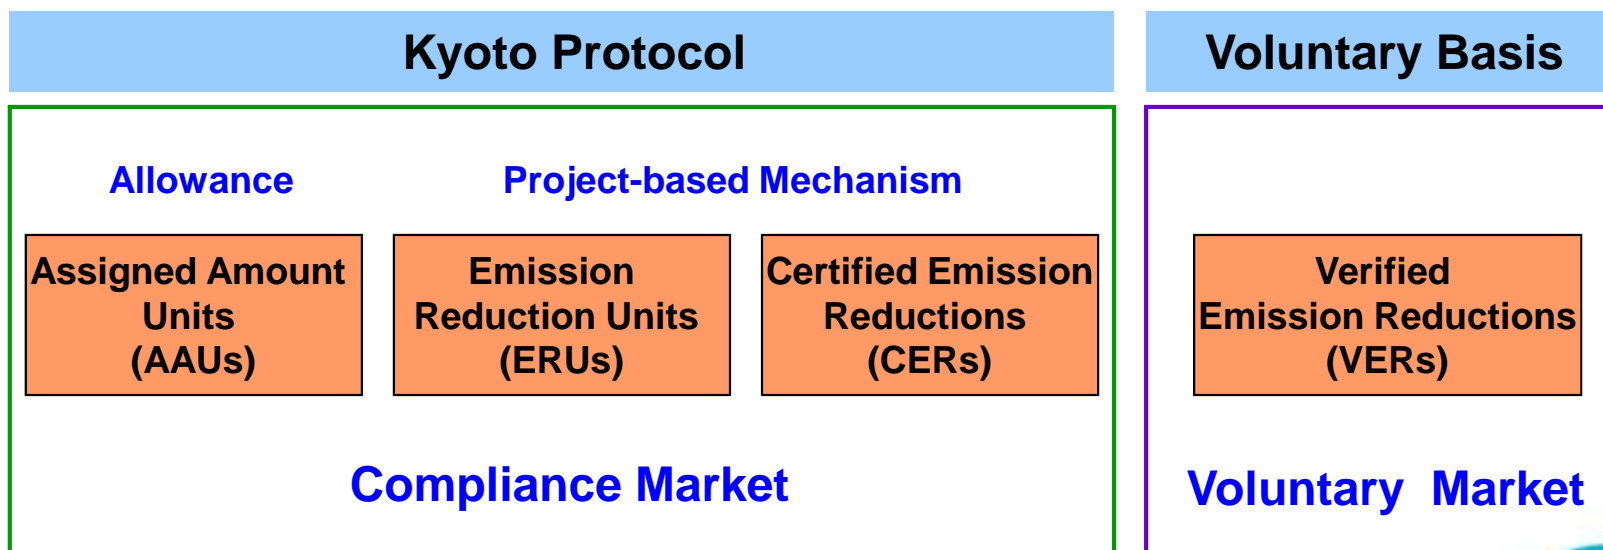 Kyoto Protocol
Voluntary Basis
Allowance
Project-based Mechanism
Assigned Amount
Units
(AAUs)
Emission
Reduction Units
(ERUs)
Certified Emission
Reductions
(CERs)
Verified
Emission Reductions
(VERs)
Compliance Market
Voluntary Market